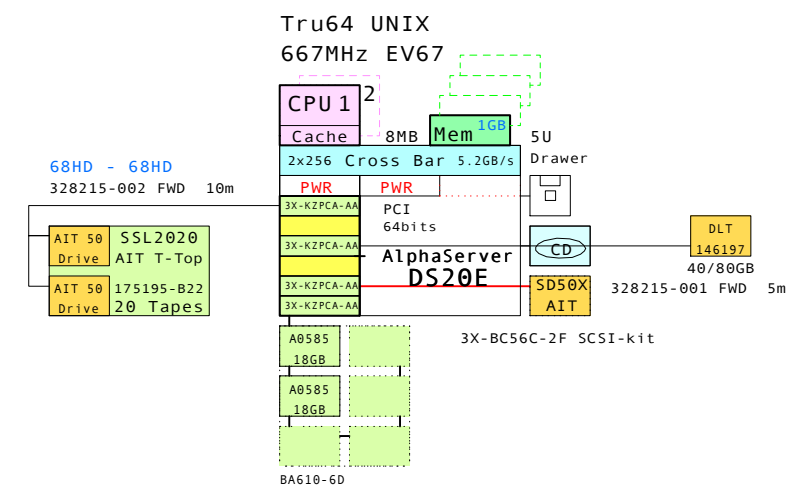 Tru64 UNIX
667MHz EV67
CPU 1 2
Cache 8MB Mem 1GB 5U
2x256 Cross Bar 5.2GB/s Drawer
68HD - 68HD
328215-002 FWD 10m
PWR PWR
3X-KZPCA-AA PCI
64bits
AIT 50 SSL2020
Drive AIT T-Top
3X-KZPCA-AA
AlphaServer
DS20E
CD
DLT
146197
40/80GB
AIT 50 175195-B22
Drive 20 Tapes
3X-KZPCA-AA
3X-KZPCA-AA
SD50X
AIT
328215-001 FWD 5m
3X-BC56C-2F SCSI-kit
A0585
18GB
A0585
18GB
BA610-6D